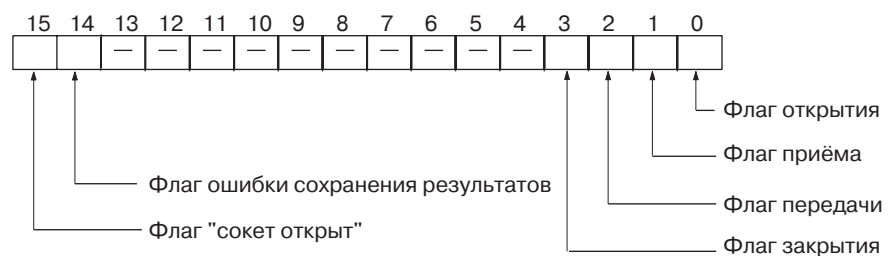 15 14 13 12 11 10 9 8 7 6 5 4 3 2 1 0
— — — — — — — — — —
Флаг открытия
Флаг приёма
Флаг ошибки сохранения результатов
Флаг передачи
Флаг "сокет открыт"
Флаг закрытия